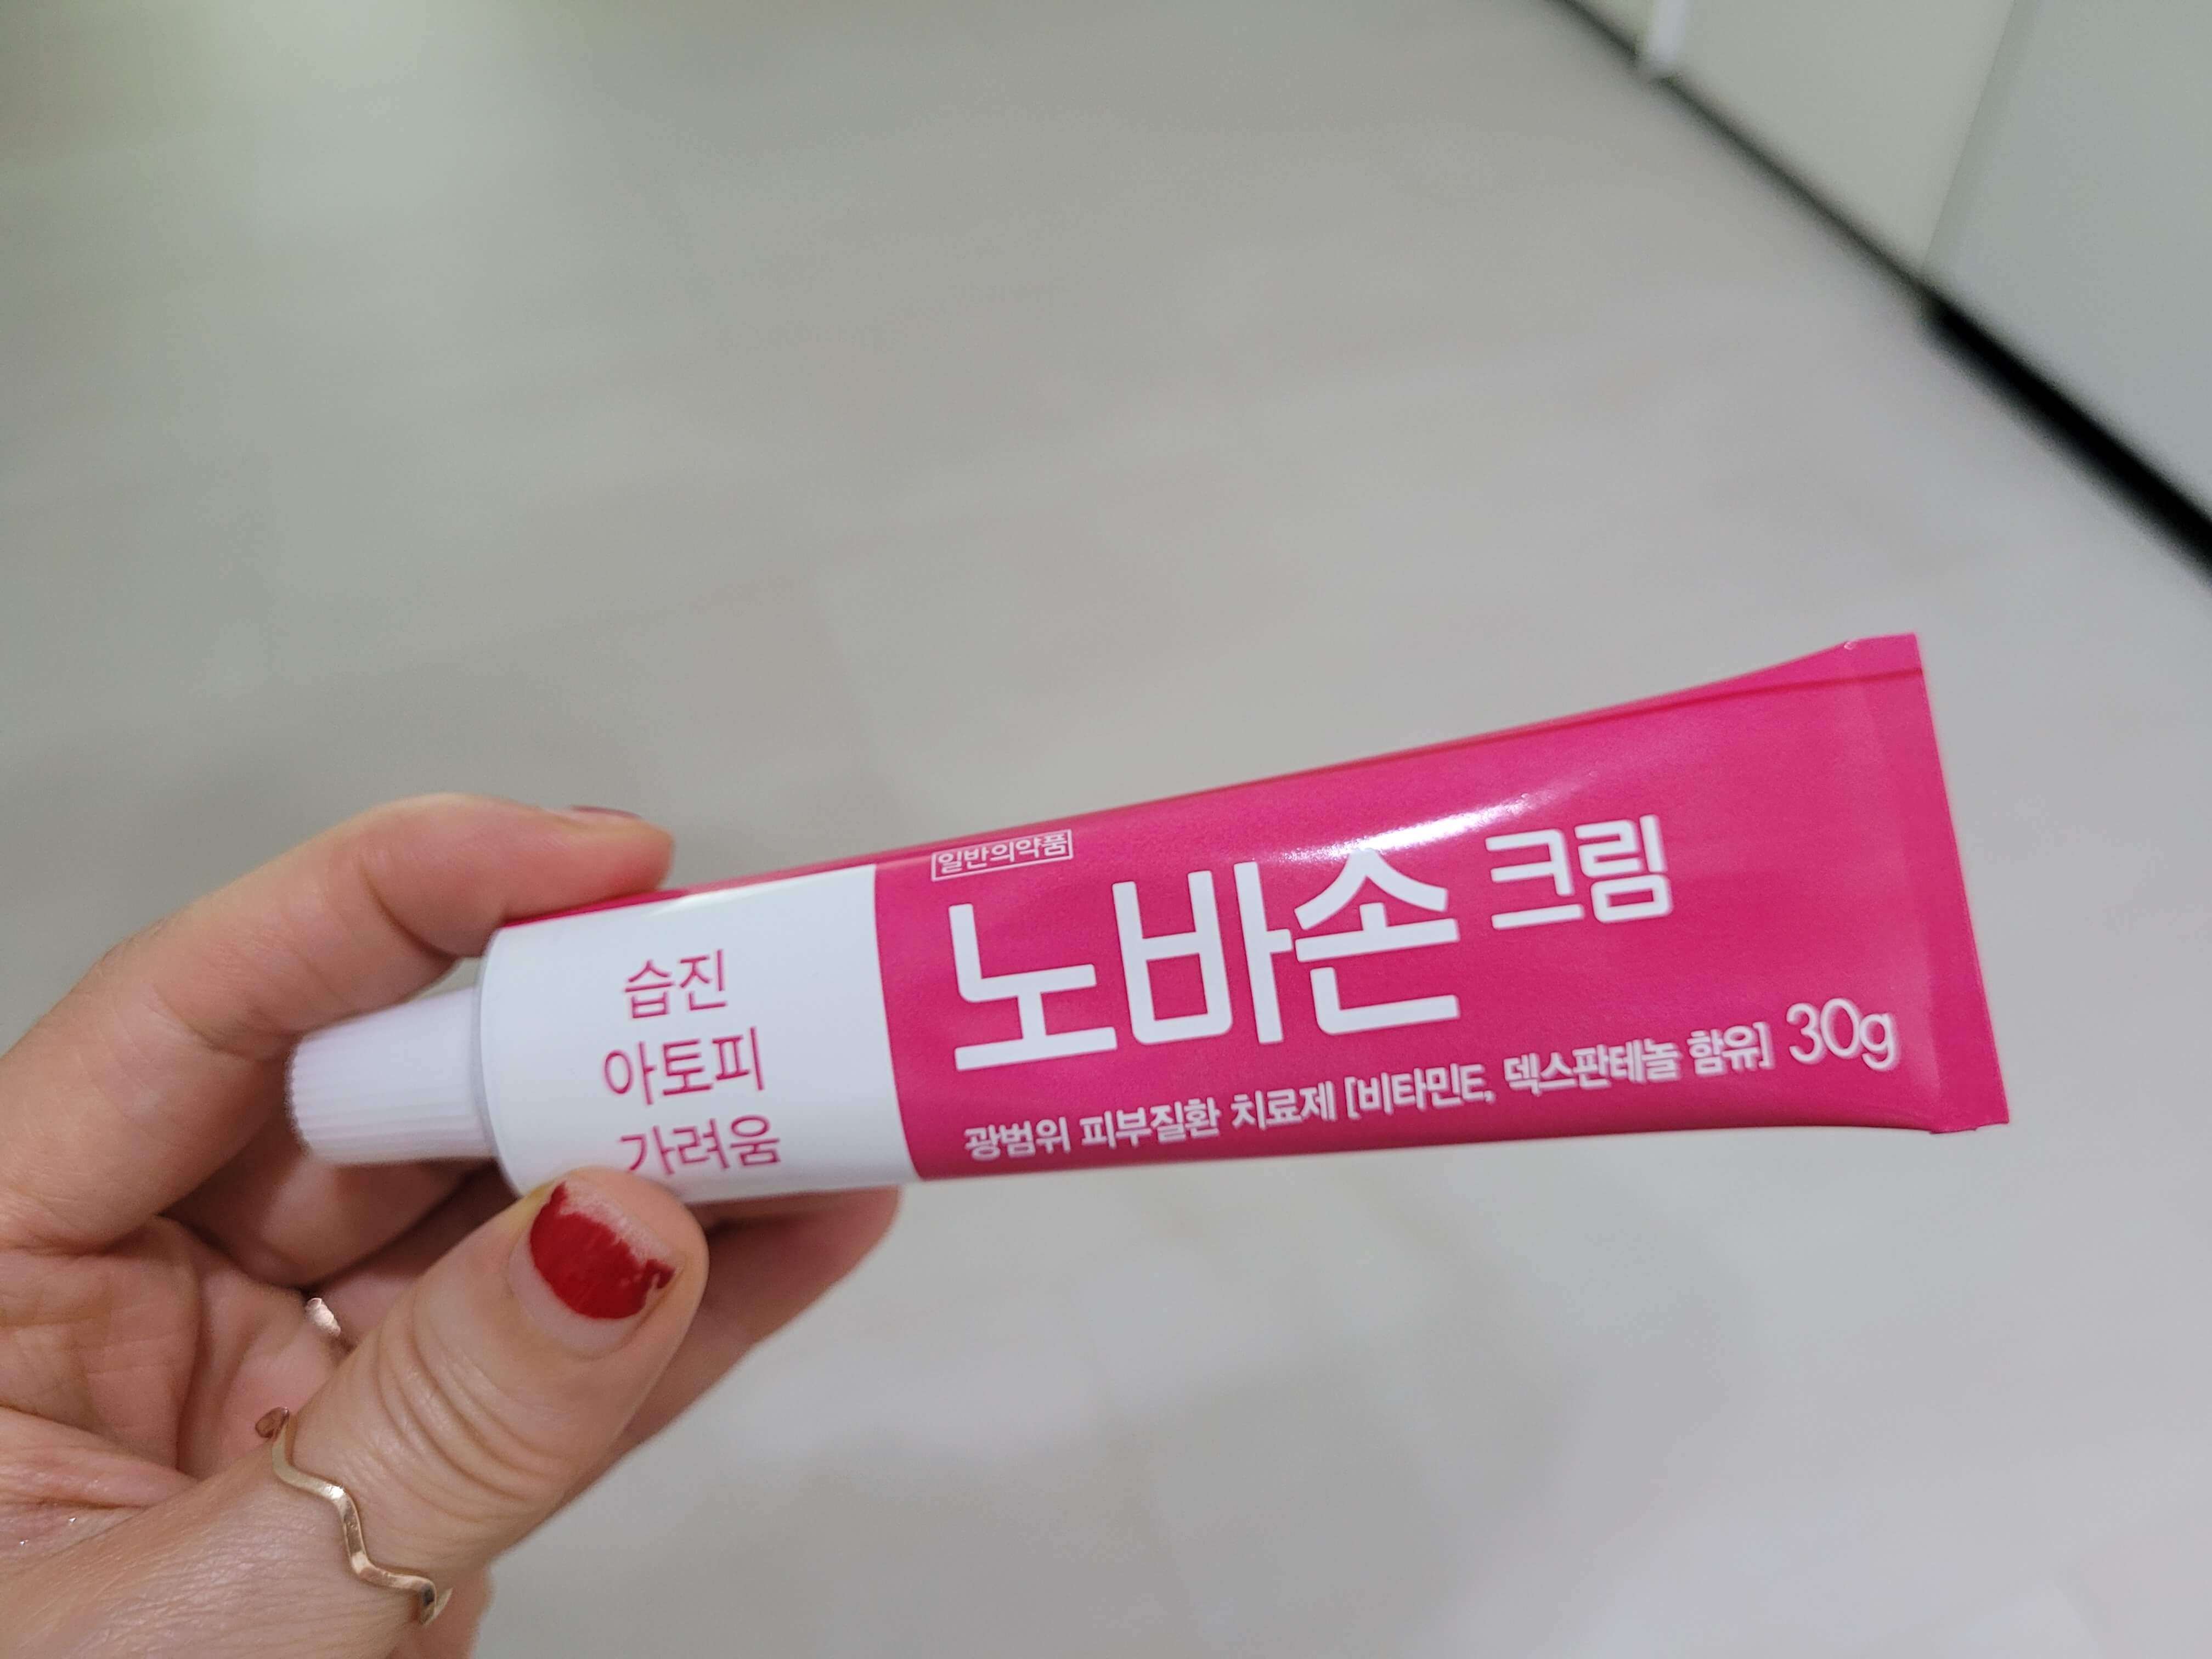 습진
아토피
가려움
일반의약품
노바손 크림
광범위 피부질환 치료제 [비타민E, 덱스판테놀 함유] 30g